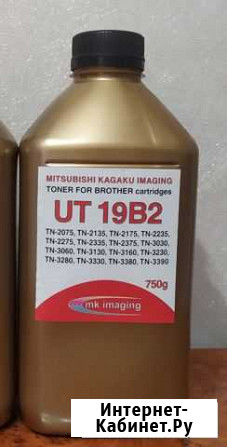 MITSUBISHI KAGAKU IMAGING
TONER FOR BROTHER cartridges
UT 19B2
TN-2075, TN-2135, TN-2175, TN-2235,
TN-2275, TN-2335, TN-2375, TN-3030,
TN-3060, TN-3130, TN-3160, TN-3230,
TN-3280, TN-3330, TN-3380, TN-3390
750g
mk imaging
Интернет-
Кабинет.Ру